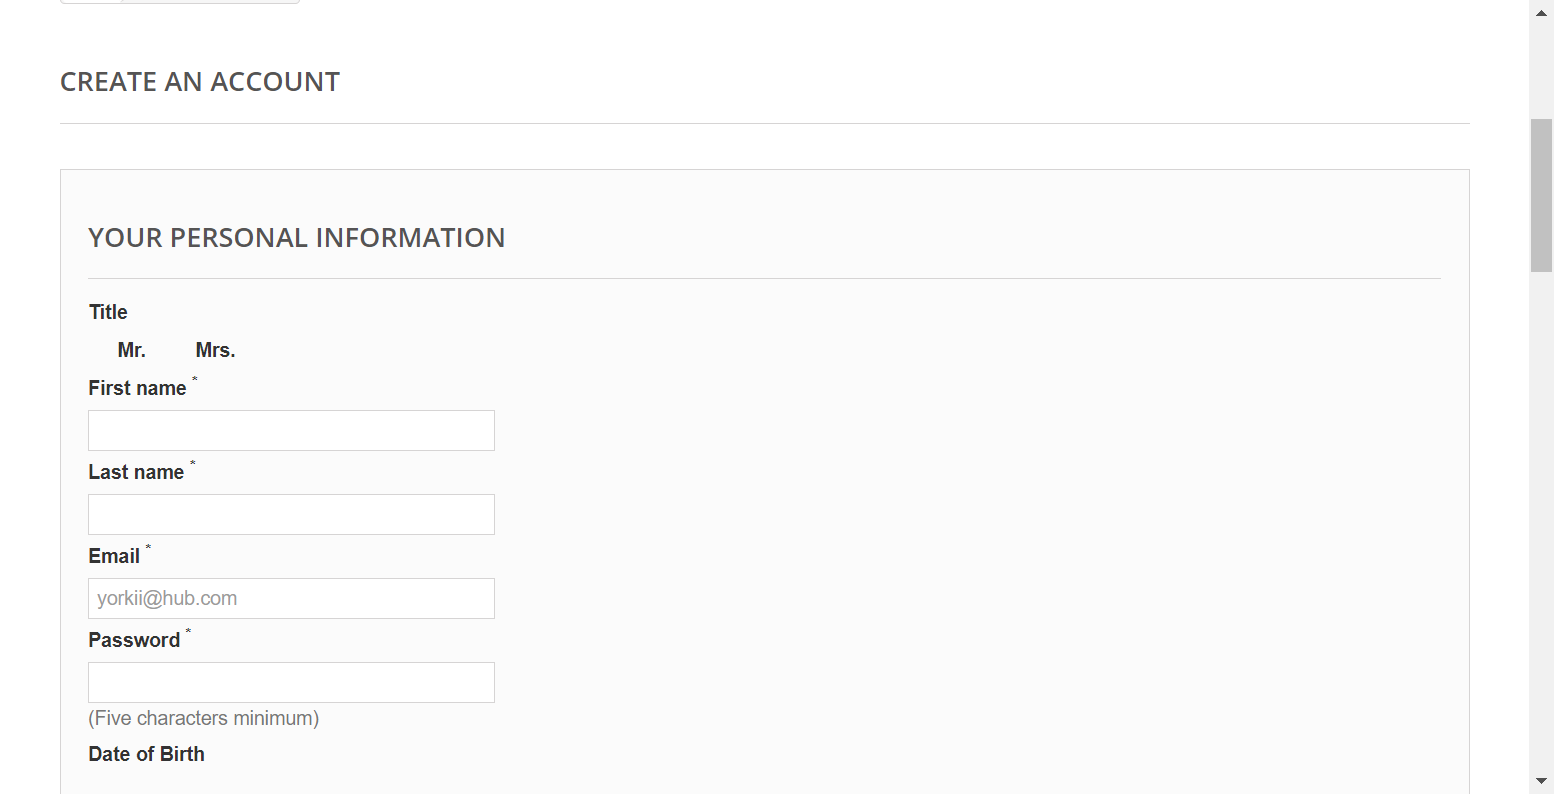 CREATE AN ACCOUNT
YOUR PERSONAL INFORMATION
Title
Mr. Mrs.
First name *
Last name *
Email *
yorkii@hub.com
Password *
(Five characters minimum)
Date of Birth